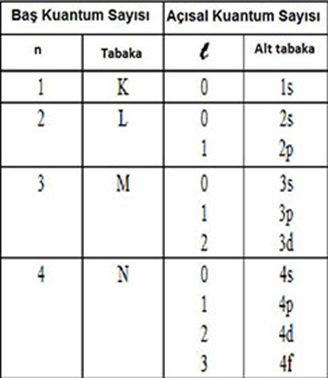 Baş Kuantum Sayısı Açısal Kuantum Sayısı
n Tabaka ℓ Alt tabaka
1 K 0 1s
2 L 0 2s
1 2p
3 M 0 3s
1 3p
2 3d
4 N 0 4s
1 4p
2 4d
3 4f